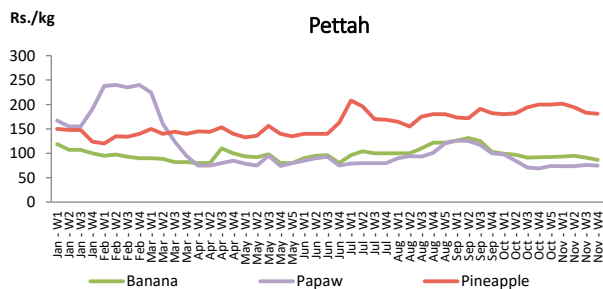 Rs./kg
Pettah
300
250
200
150
100
50
0
Jan - W1
Jan - W2
Jan - W3
Jan - W4
Feb - W1
Feb - W2
Feb - W3
Feb - W4
Mar - W1
Mar - W2
Mar - W3
Mar - W4
Apr - W1
Apr - W2
Apr - W3
Apr - W4
May - W1
May - W2
May - W3
May - W4
May - W5
Jun - W1
Jun - W2
Jun - W3
Jun - W4
Jul - W1
Jul - W2
Jul - W3
Jul - W4
Aug - W1
Aug - W2
Aug - W3
Aug - W4
Aug - W5
Sep - W1
Sep - W2
Sep - W3
Sep - W4
Oct - W1
Oct - W2
Oct - W3
Oct - W4
Oct - W5
Nov - W1
Nov - W2
Nov - W3
Nov - W4
Banana Papaw Pineapple